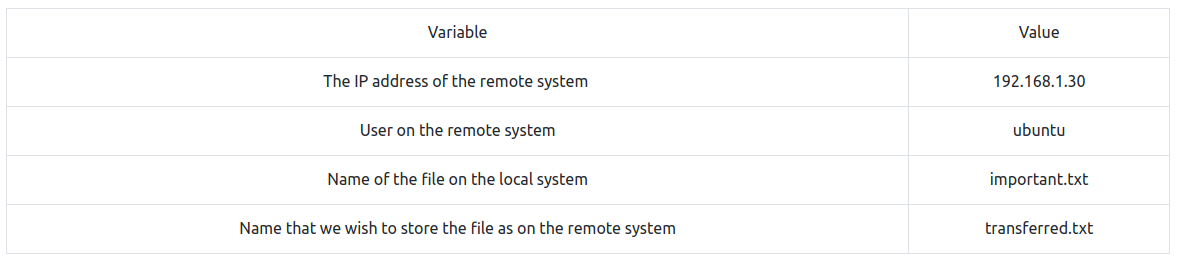 Variable Value
The IP address of the remote system 192.168.1.30
User on the remote system ubuntu
Name of the file on the local system important.txt
Name that we wish to store the file as on the remote system transferred.txt